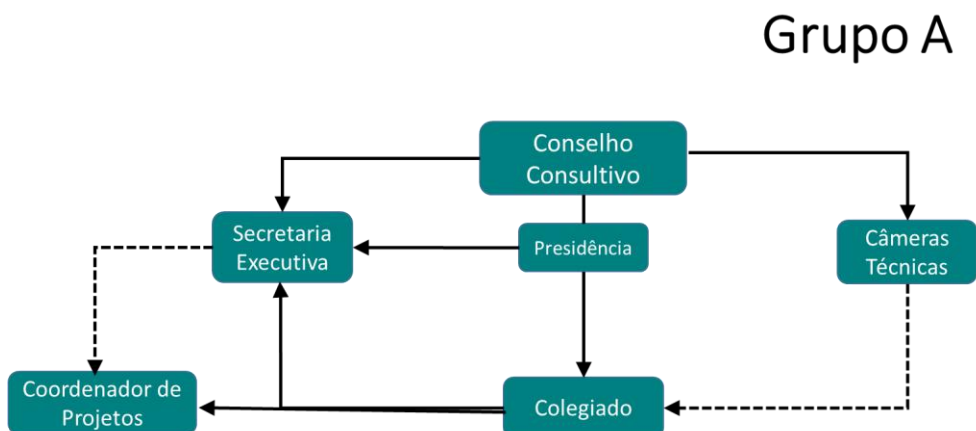 Grupo A
Conselho
Consultivo
Secretaria
Executiva
Presidência
Câmeras
Técnicas
Coordenador de
Projetos
Colegiado